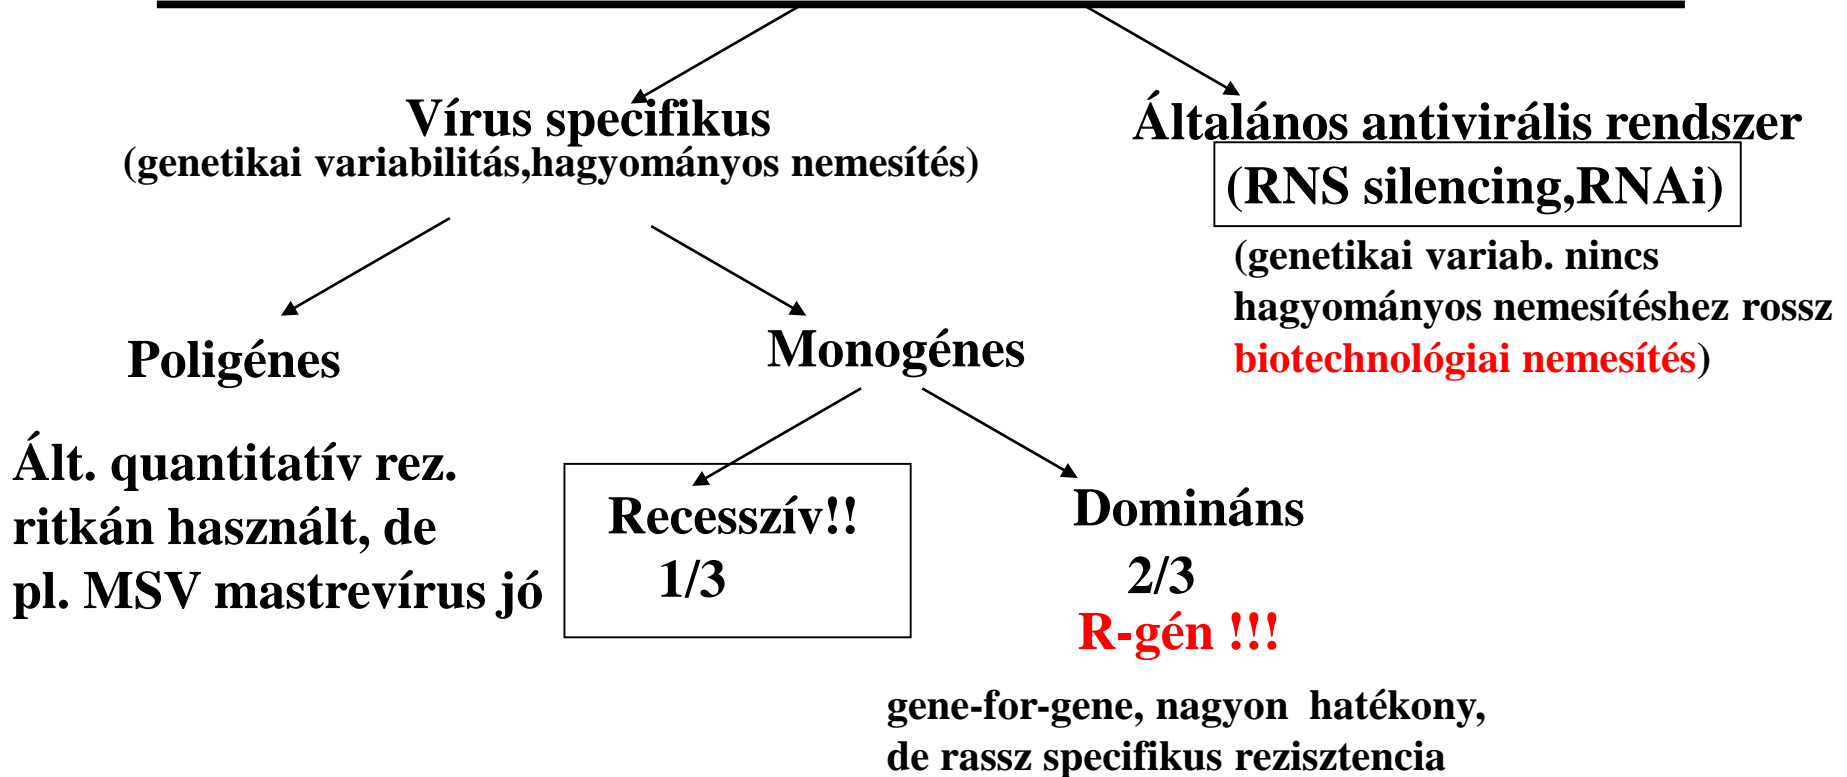 Vírus specifikus
(genetikai variabilitás,hagyományos nemesítés)
Általános antivirális rendszer
(RNS silencing,RNAi)
(genetikai variab. nincs
hagyományos nemesítéshez rossz
biotechnológiai nemesítés)
Poligénes
Monogénes
Ált. quantitatív rez.
ritkán használt, de
pl. MSV mastrevírus jó
Recesszív!!
1/3
Domináns
2/3
R-gén !!!
gene-for-gene, nagyon hatékony,
de rassz specifikus rezisztencia